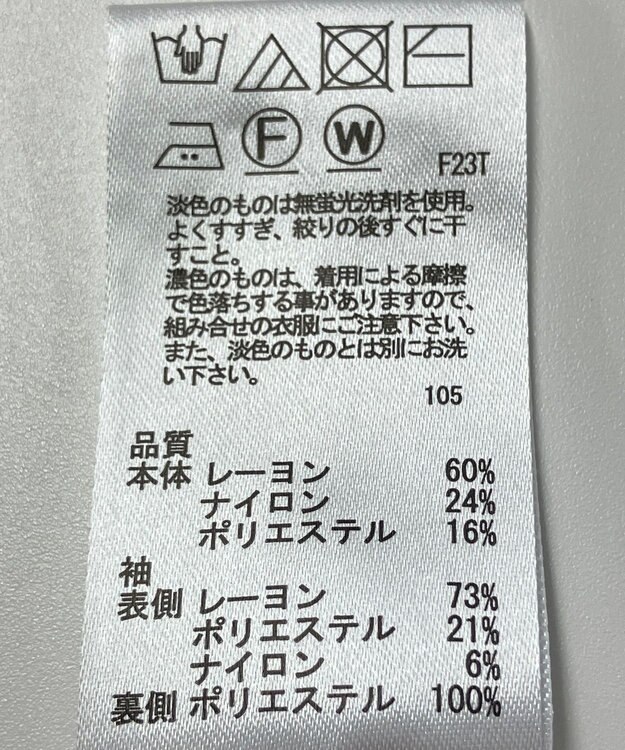 F W
F23T
淡色のものは無蛍光洗剤を使用。
よくすすぎ、絞りの後すぐに干
すこと。
濃色のものは、着用による摩擦
で色落ちする事がありますので、
組み合せの衣服にご注意下さい。
また、淡色のものとは別にお洗
い下さい。
105
品質
本体 レーヨン 60%
ナイロン 24%
ポリエステル 16%
袖
表側 レーヨン 73%
ポリエステル 21%
ナイロン 6%
裏側 ポリエステル 100%